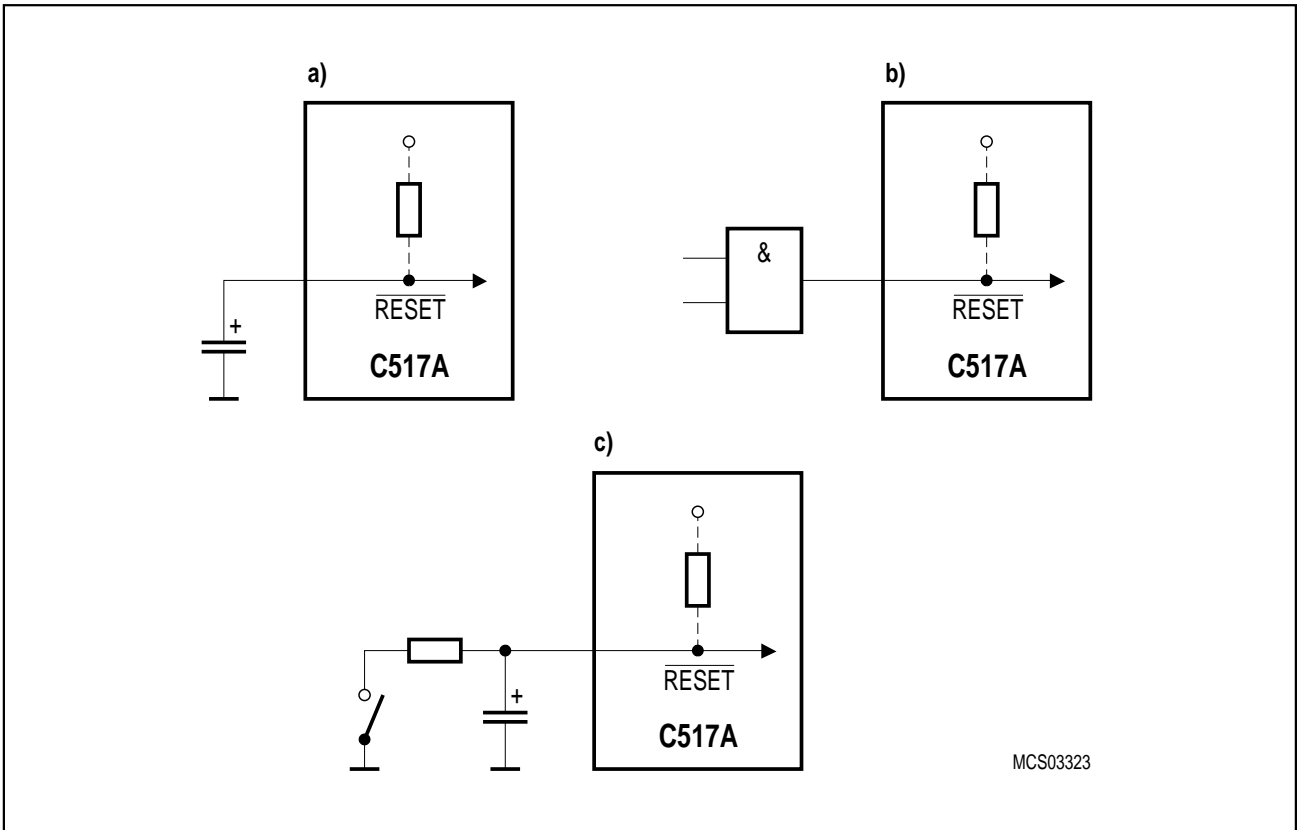 a)
b)
+
RESET
C517A
&
RESET
C517A
c)
+
RESET
C517A
MCS03323